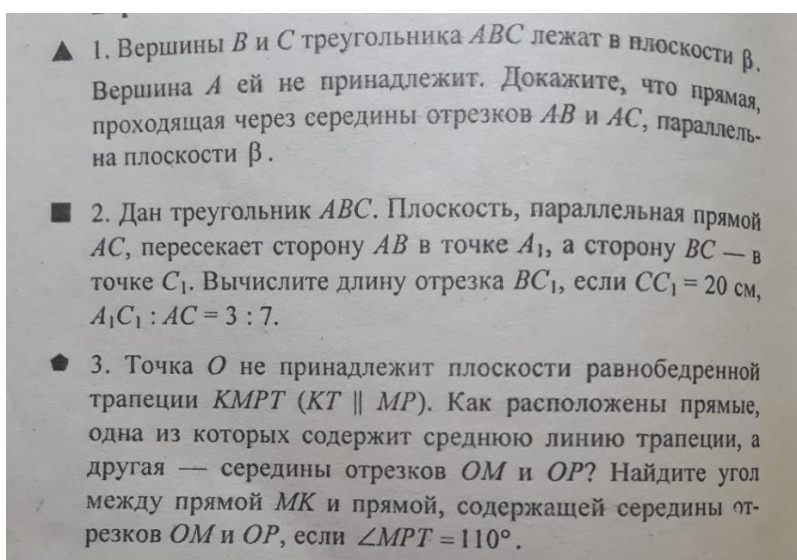 1. Вершины B и C треугольника ABC лежат в плоскости β.
Вершина A ей не принадлежит. Докажите, что прямая,
проходящая через середины отрезков AB и AC, параллель-
на плоскости β.
2. Дан треугольник ABC. Плоскость, параллельная прямой
AC, пересекает сторону AB в точке A₁, а сторону BC — в
точке C₁. Вычислите длину отрезка BC₁, если CC₁ = 20 см,
A₁C₁ : AC = 3 : 7.
3. Точка O не принадлежит плоскости равнобедренной
трапеции KMPT (KT || MP). Как расположены прямые,
одна из которых содержит среднюю линию трапеции, а
другая — середины отрезков OM и OP? Найдите угол
между прямой MK и прямой, содержащей середины от-
резков OM и OP, если ∠MPT = 110°.